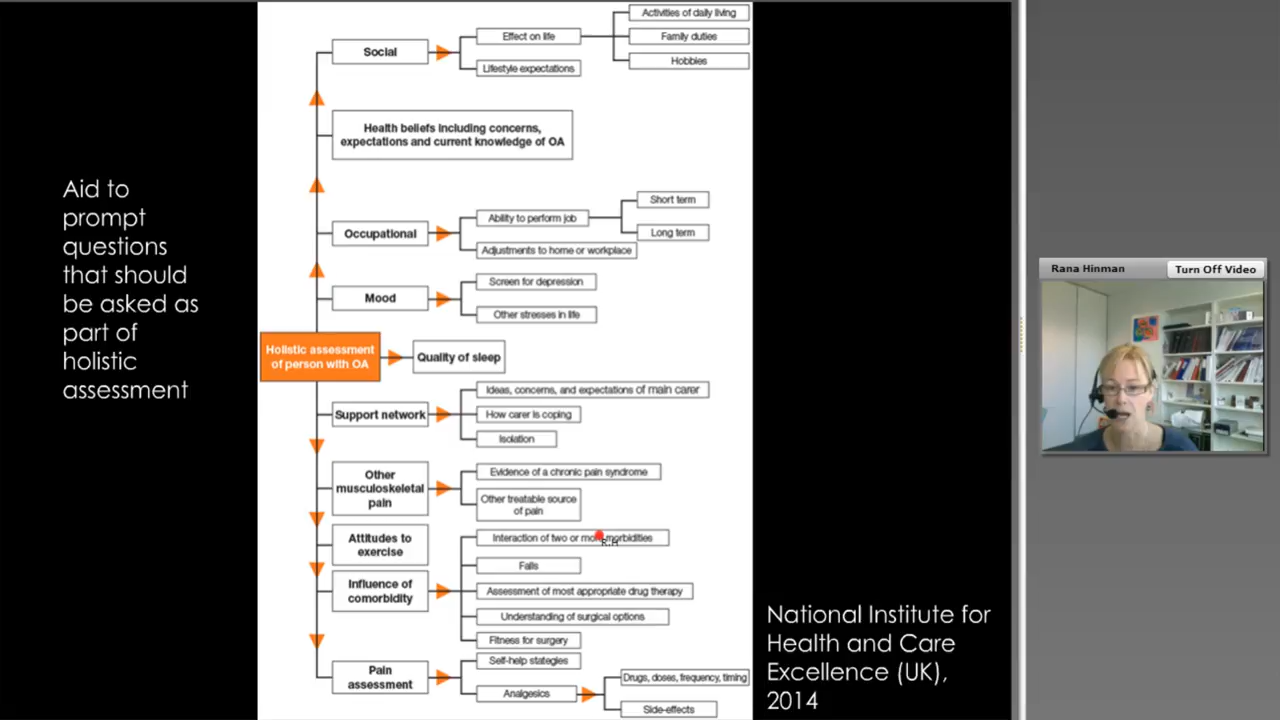 Aid to
prompt
questions
that should
be asked as
part of
holistic
assessment
Social
Effect on life
Activities of daily living
Family duties
Hobbies
Lifestyle expectations
Health beliefs including concerns,
expectations and current knowledge of OA
Occupational
Ability to perform job
Short term
Long term
Adjustments to home or workplace
Mood
Screen for depression
Other stresses in life
Holistic assessment
of person with OA
Quality of sleep
Support network
Ideas, concerns, and expectations of main carer
How carer is coping
Isolation
Other
musculoskeletal
pain
Evidence of a chronic pain syndrome
Other treatable source
of pain
Attitudes to
exercise
Influence of
comorbidity
Interaction of two or more morbidities
R.H
Falls
Assessment of most appropriate drug therapy
Understanding of surgical options
Fitness for surgery
Pain
assessment
Self-help stategies
Analgesics
Drugs, doses, frequency, timing
Side-effects
National Institute for
Health and Care
Excellence (UK),
2014
Rana Hinman
Turn Off Video